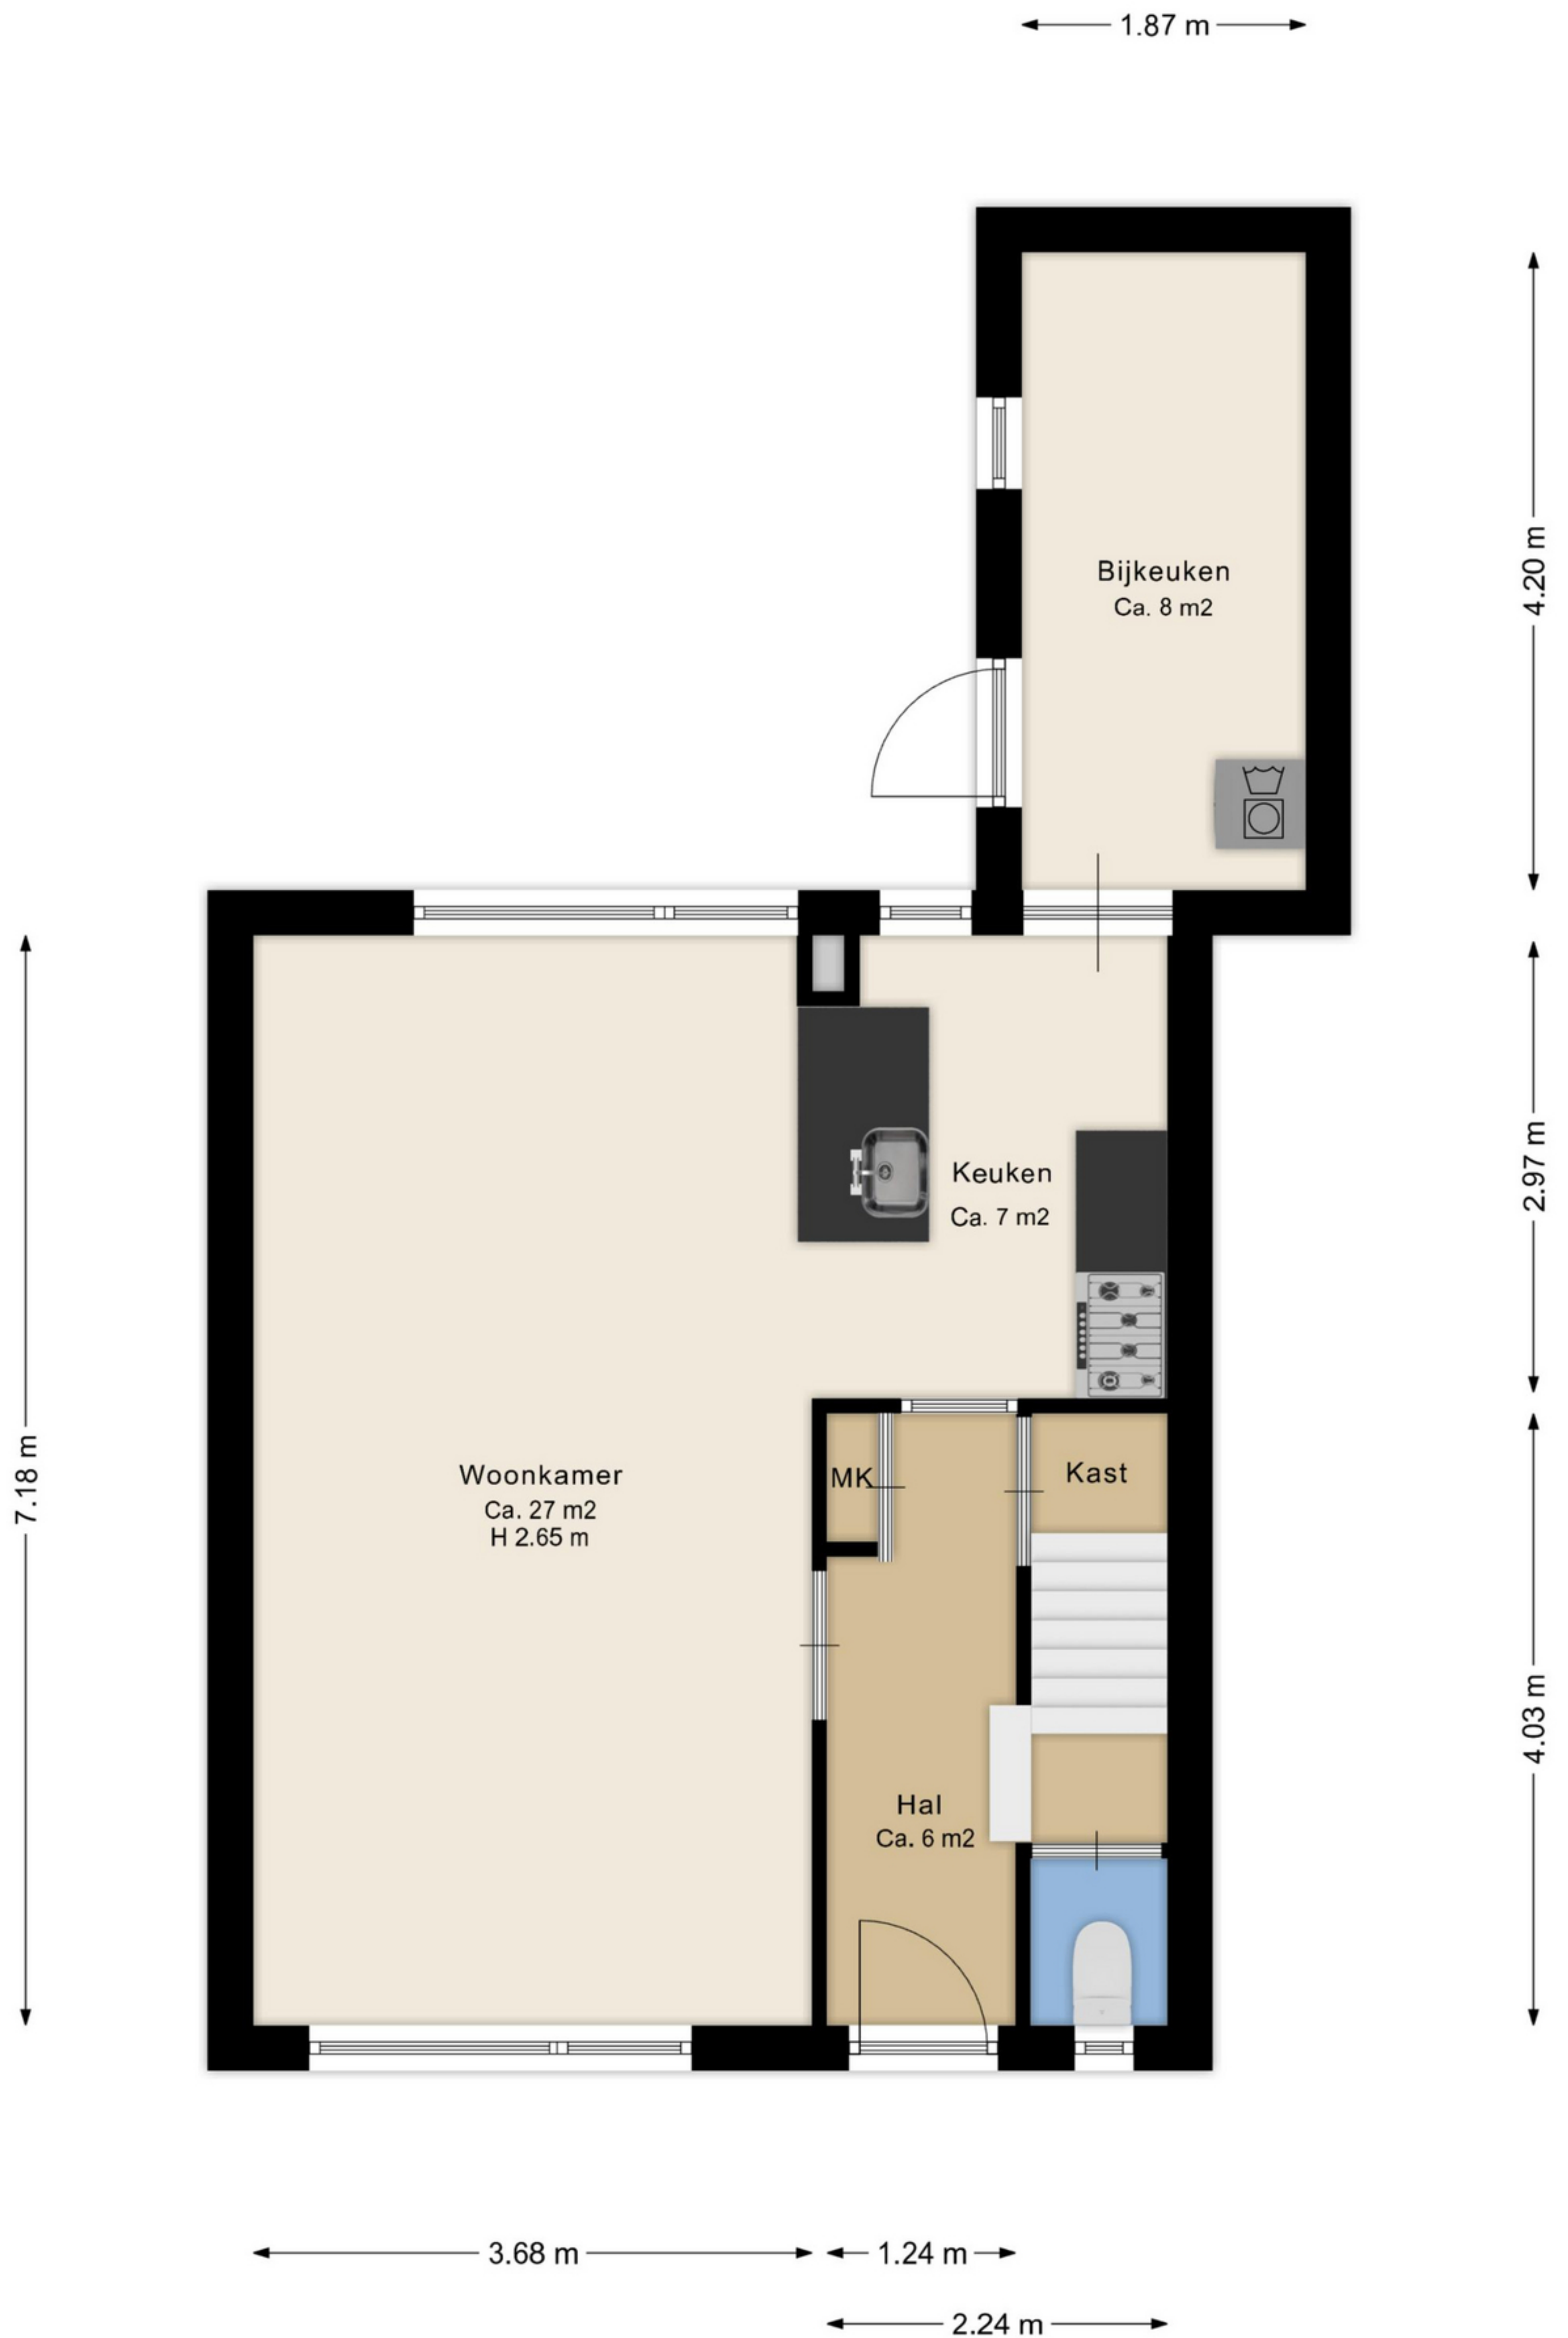 1.87 m
4.20 m
Bijkeuken
Ca. 8 m2
2.97 m
Keuken
Ca. 7 m2
7.18 m
Woonkamer
Ca. 27 m2
H 2.65 m
MK
Kast
4.03 m
Hal
Ca. 6 m2
3.68 m
1.24 m
2.24 m